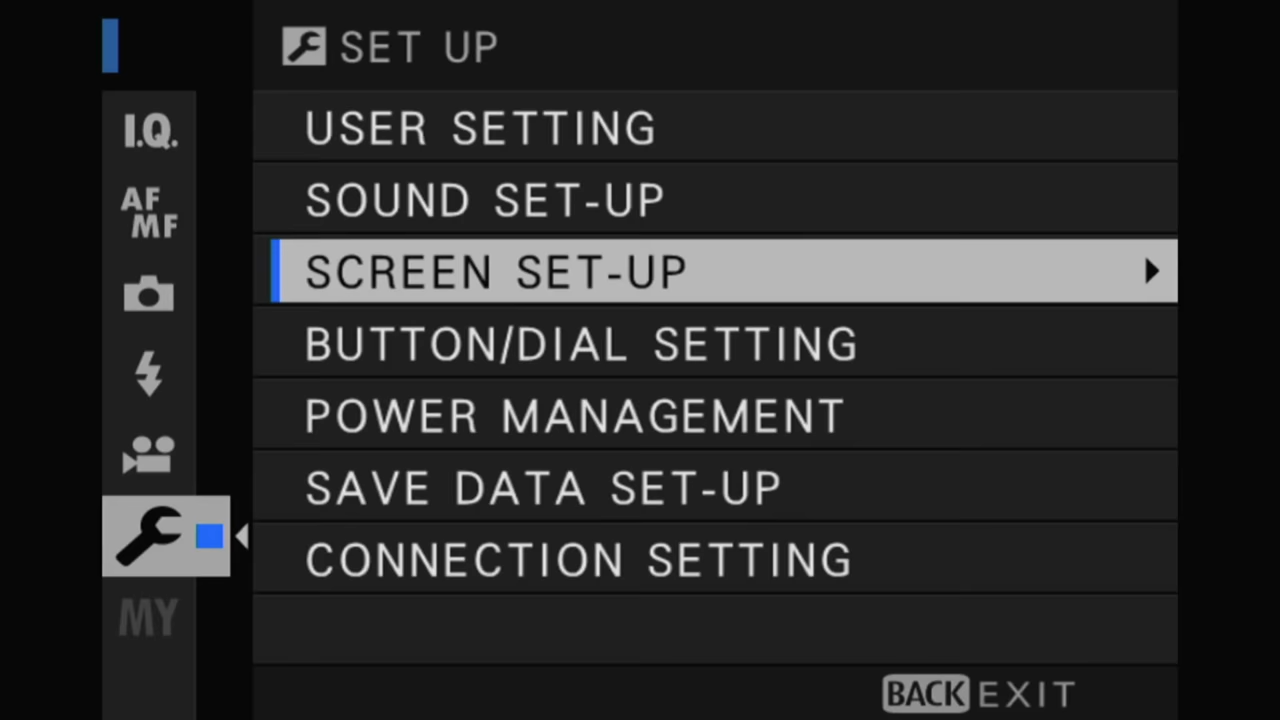 SET UP
I.Q.
AF
MF
MY
USER SETTING
SOUND SET-UP
SCREEN SET-UP
BUTTON/DIAL SETTING
POWER MANAGEMENT
SAVE DATA SET-UP
CONNECTION SETTING
BACK EXIT